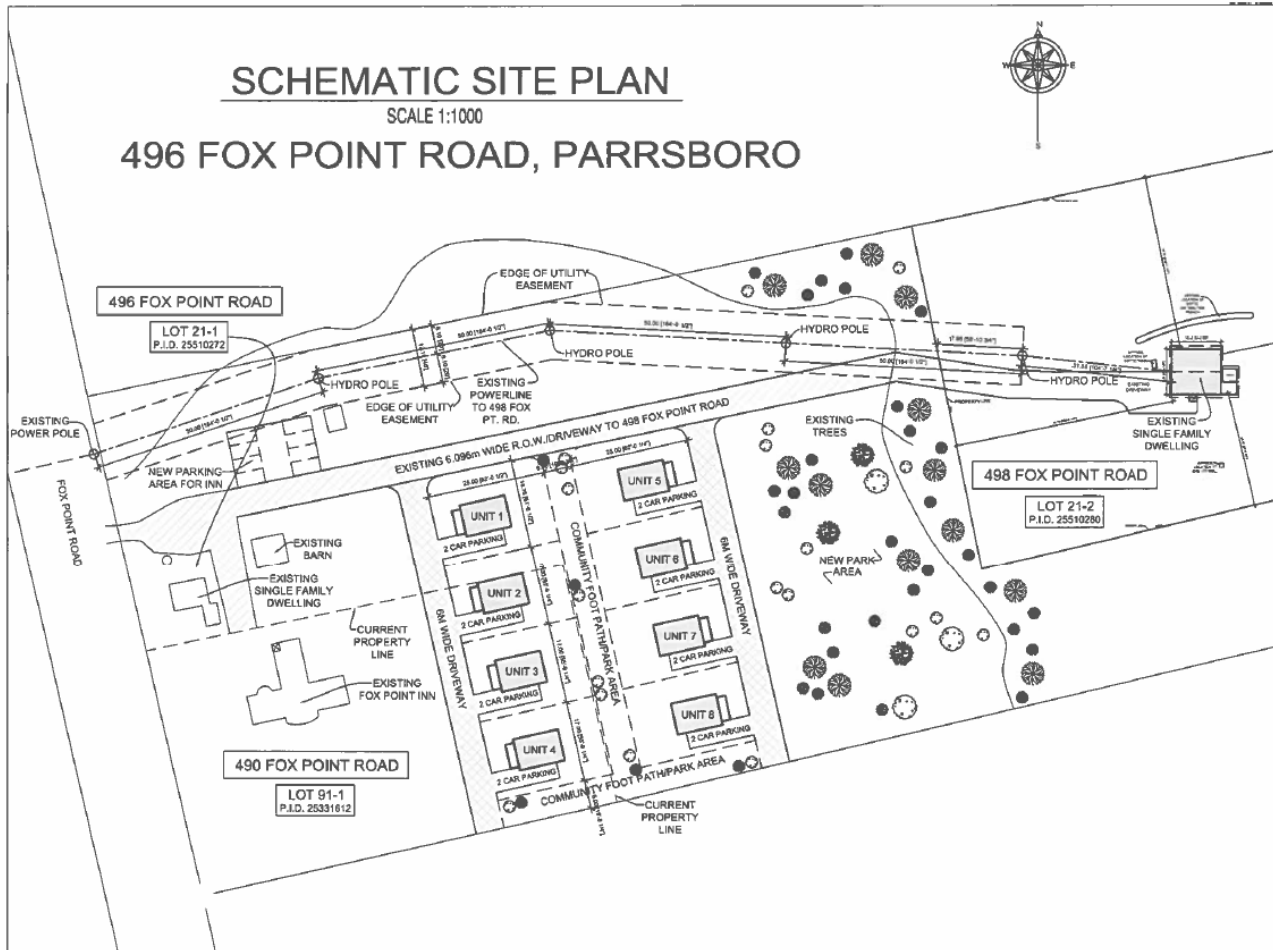 SCHEMATIC SITE PLAN
SCALE 1:1000
496 FOX POINT ROAD, PARRSBORO
N
W
E
S
496 FOX POINT ROAD
LOT 21-1
P.I.D. 25510272
EDGE OF UTILITY
EASEMENT
HYDRO POLE
HYDRO POLE
HYDRO POLE
HYDRO POLE
EXISTING
POWER POLE
EDGE OF UTILITY
EASEMENT
EXISTING
POWERLINE
TO 498 FOX
PT. RD.
NEW PARKING
AREA FOR INN
EXISTING 6.096m WIDE R.O.W./DRIVEWAY TO 498 FOX POINT ROAD
EXISTING
TREES
EXISTING
SINGLE FAMILY
DWELLING
498 FOX POINT ROAD
LOT 21-2
P.I.D. 25510280
FOX POINT ROAD
EXISTING
BARN
EXISTING
SINGLE FAMILY
DWELLING
CURRENT
PROPERTY
LINE
EXISTING
FOX POINT INN
490 FOX POINT ROAD
LOT 91-1
P.I.D. 25331612
6M WIDE DRIVEWAY
UNIT 1
2 CAR PARKING
UNIT 2
2 CAR PARKING
UNIT 3
2 CAR PARKING
UNIT 4
2 CAR PARKING
COMMUNITY FOOT PATH/PARK AREA
UNIT 5
2 CAR PARKING
UNIT 6
2 CAR PARKING
UNIT 7
2 CAR PARKING
UNIT 8
2 CAR PARKING
6M WIDE DRIVEWAY
NEW PARK
AREA
COMMUNITY FOOT PATH/PARK AREA
CURRENT
PROPERTY
LINE